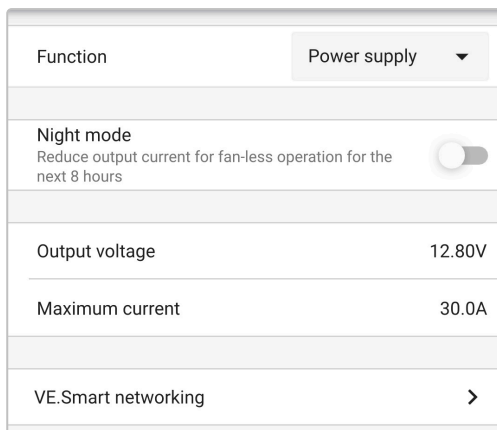 Function
Power supply
Night mode
Reduce output current for fan-less operation for the
next 8 hours
Output voltage
12.80V
Maximum current
30.0A
VE.Smart networking